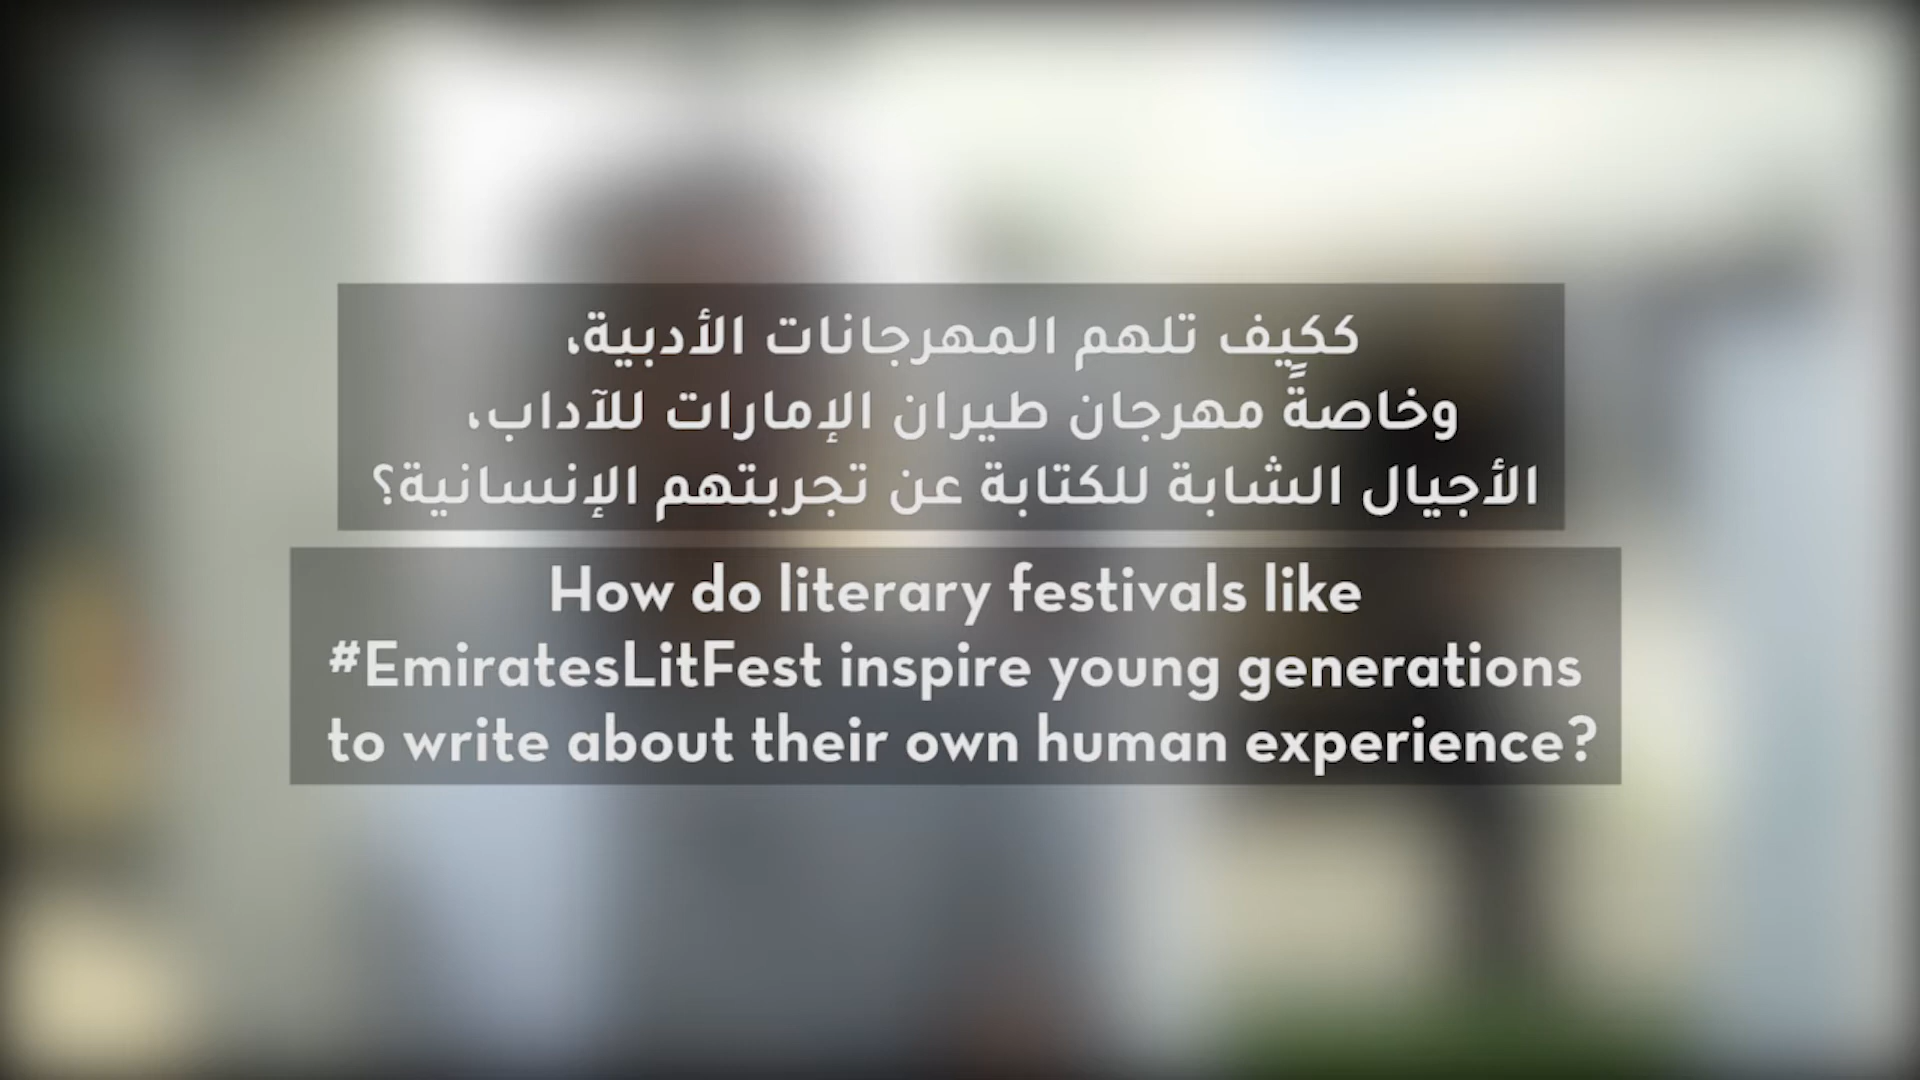 ككيف تلهم المهرجانات الأدبية،
وخاصةً مهرجان طيران الإمارات للآداب،
الأجيال الشابة للكتابة عن تجربتهم الإنسانية؟
How do literary festivals like
#EmiratesLitFest inspire young generations
to write about their own human experience?